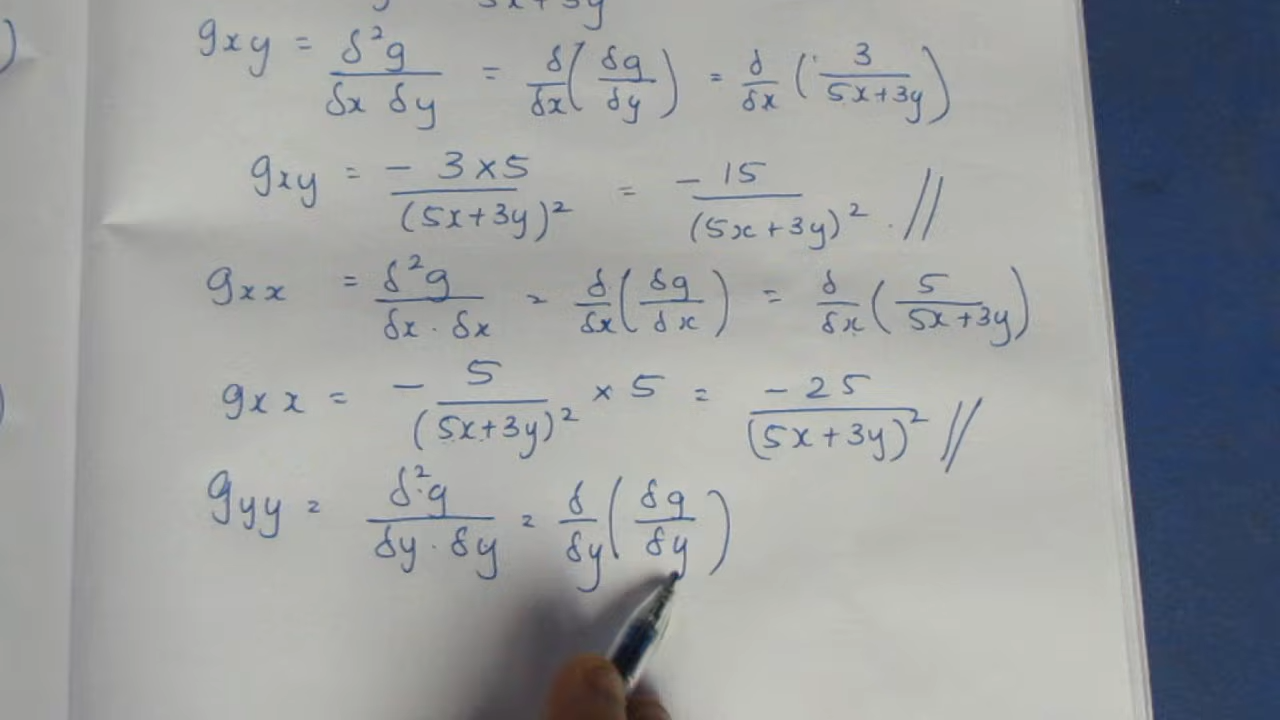 5x+3y
gxy = δ²g/δx δy = δ/δx (δg/δy) = δ/δx (3/5x+3y)
gxy = - 3×5/(5x+3y)² = -15/(5x+3y)² . //
gxx = δ²g/δx . δx = δ/δx (δg/δx) = δ/δx (5/5x+3y)
gxx = - 5/(5x+3y)² × 5 = -25/(5x+3y)² //
gyy = δ²g/δy . δy = δ/δy (δg/δy)